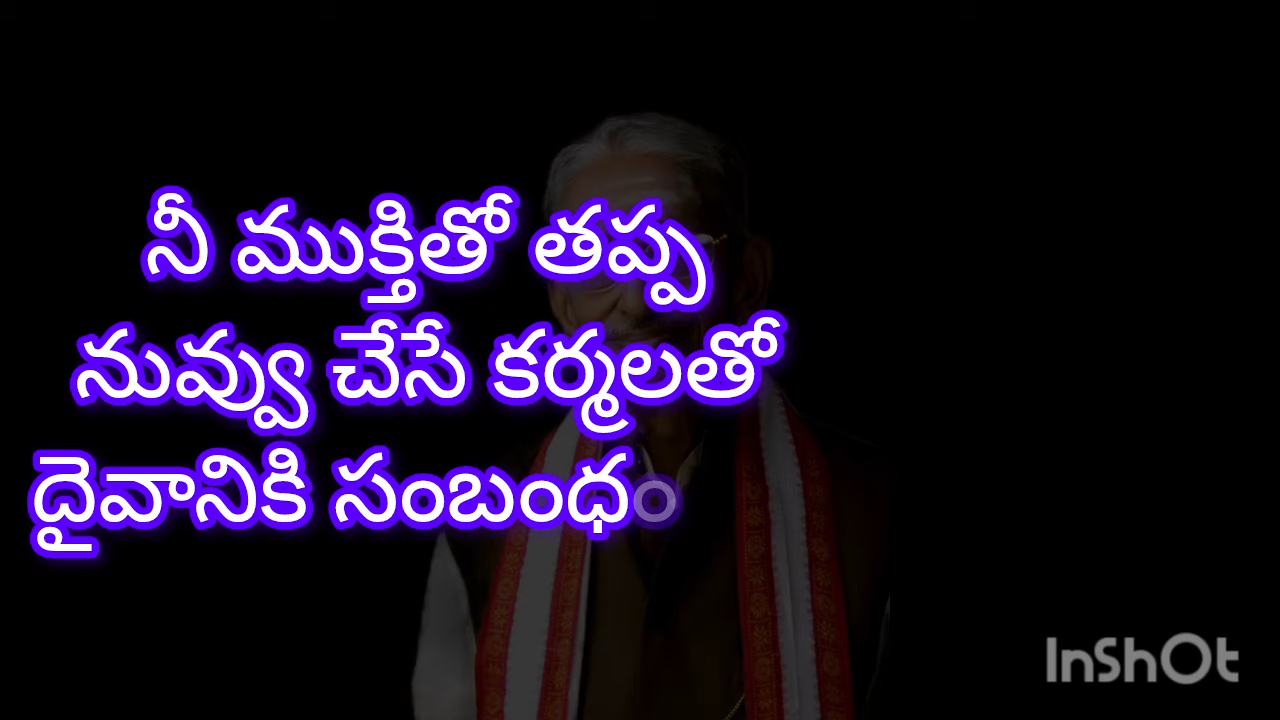 నీ ముక్తితో తప్ప
నువ్వు చేసే కర్మలతో
దైవానికి సంబంధం
InShOt